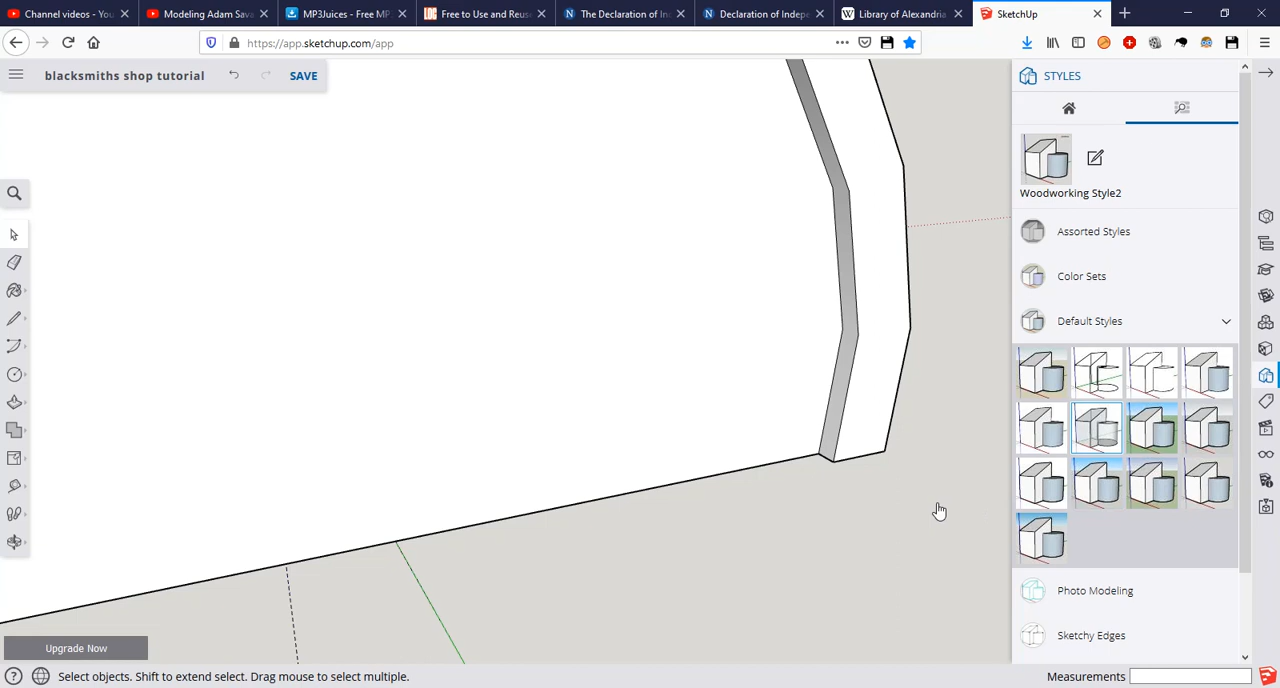 Channel videos - You
Modeling Adam Sava
MP3Juices - Free MP
Free to Use and Reus
The Declaration of In
Declaration of Indepe
Library of Alexandria
SketchUp
https://app.sketchup.com/app
blacksmiths shop tutorial
SAVE
STYLES
Woodworking Style2
Assorted Styles
Color Sets
Default Styles
Photo Modeling
Sketchy Edges
Upgrade Now
Select objects. Shift to extend select. Drag mouse to select multiple.
Measurements